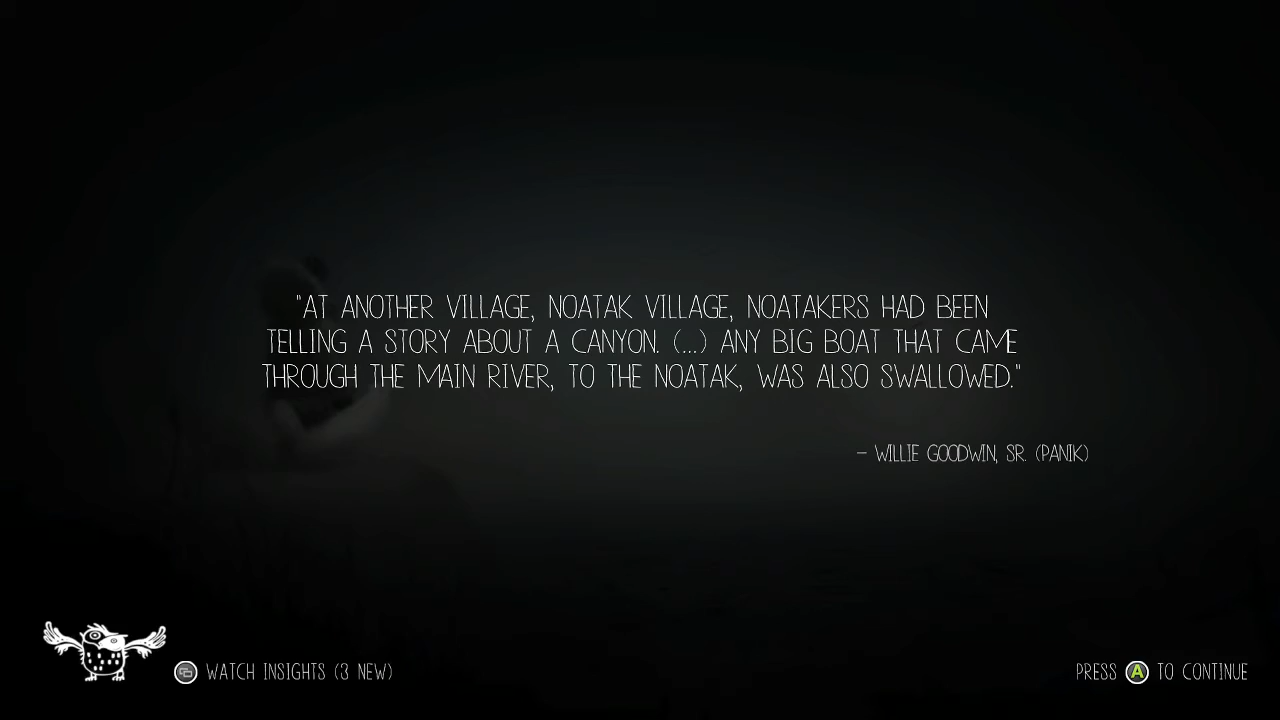 "AT ANOTHER VILLAGE, NOATAK VILLAGE, NOATAKERS HAD BEEN
TELLING A STORY ABOUT A CANYON. (...) ANY BIG BOAT THAT CAME
THROUGH THE MAIN RIVER, TO THE NOATAK, WAS ALSO SWALLOWED."
- WILLIE GOODWIN, SR. (PANIK)
WATCH INSIGHTS (3 NEW)
PRESS A TO CONTINUE